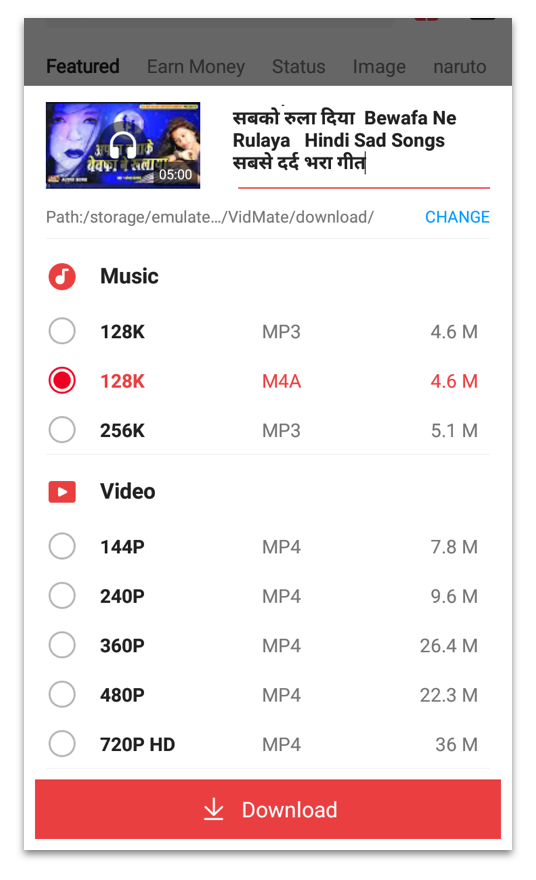 Featured Earn Money Status Image naruto
05:00
सबको रुला दिया Bewafa Ne
Rulaya Hindi Sad Songs
सबसे दर्द भरा गीत
Path:/storage/emulate.../VidMate/download/ CHANGE
Music
128K MP3 4.6 M
128K M4A 4.6 M
256K MP3 5.1 M
Video
144P MP4 7.8 M
240P MP4 9.6 M
360P MP4 26.4 M
480P MP4 22.3 M
720P HD MP4 36 M
Download